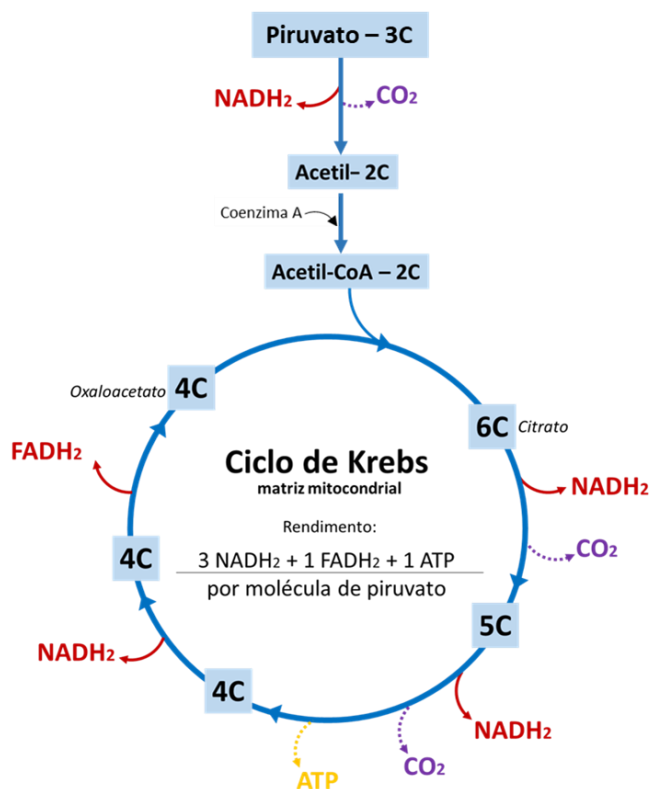 Piruvato – 3C
NADH₂
CO₂
Acetil– 2C
Coenzima A
Acetil-CoA – 2C
Oxaloacetato 4C
6C Citrato
FADH₂
Ciclo de Krebs
matriz mitocondrial
NADH₂
Rendimento:
CO₂
4C
3 NADH₂ + 1 FADH₂ + 1 ATP
por molécula de piruvato
5C
NADH₂
4C
NADH₂
CO₂
ATP